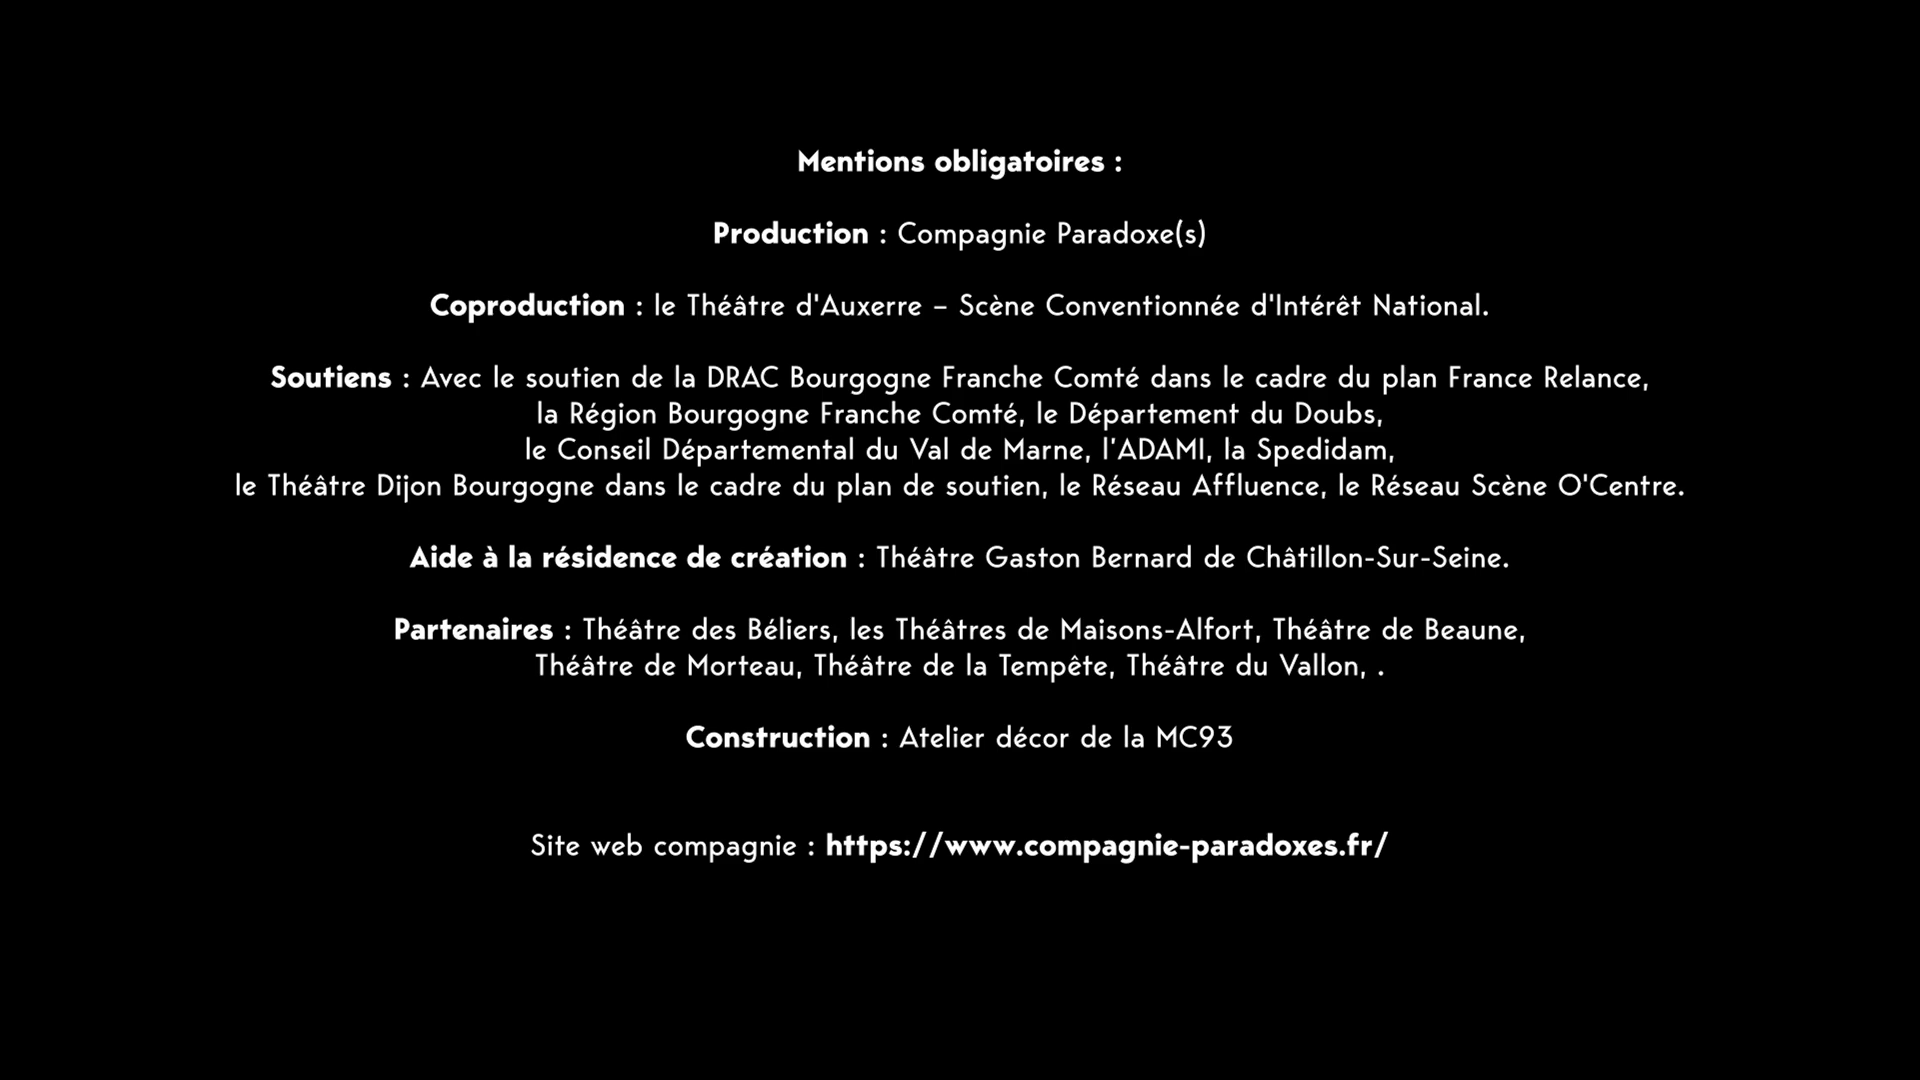 Mentions obligatoires :
Production : Compagnie Paradoxe(s)
Coproduction : le Théâtre d'Auxerre – Scène Conventionnée d'Intérêt National.
Soutiens : Avec le soutien de la DRAC Bourgogne Franche Comté dans le cadre du plan France Relance,
la Région Bourgogne Franche Comté, le Département du Doubs,
le Conseil Départemental du Val de Marne, l'ADAMI, la Spedidam,
le Théâtre Dijon Bourgogne dans le cadre du plan de soutien, le Réseau Affluence, le Réseau Scène O'Centre.
Aide à la résidence de création : Théâtre Gaston Bernard de Châtillon-Sur-Seine.
Partenaires : Théâtre des Béliers, les Théâtres de Maisons-Alfort, Théâtre de Beaune,
Théâtre de Morteau, Théâtre de la Tempête, Théâtre du Vallon, .
Construction : Atelier décor de la MC93
Site web compagnie : https://www.compagnie-paradoxes.fr/